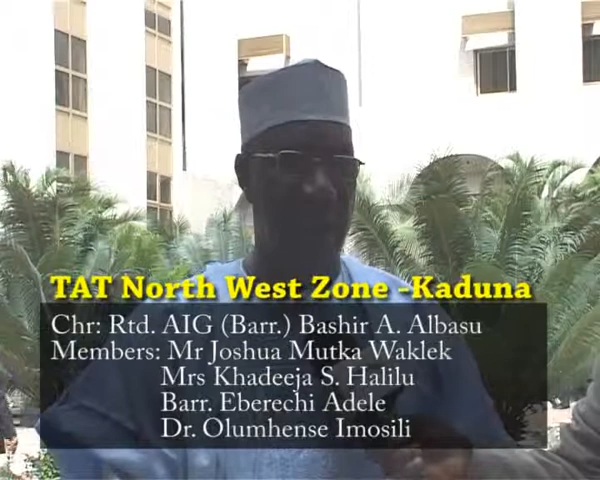 TAT North West Zone -Kaduna
Chr: Rtd. AIG (Barr.) Bashir A. Albasu
Members: Mr Joshua Mutka Waklek
Mrs Khadeeja S. Halilu
Barr. Eberechi Adele
Dr. Olumhense Imosili